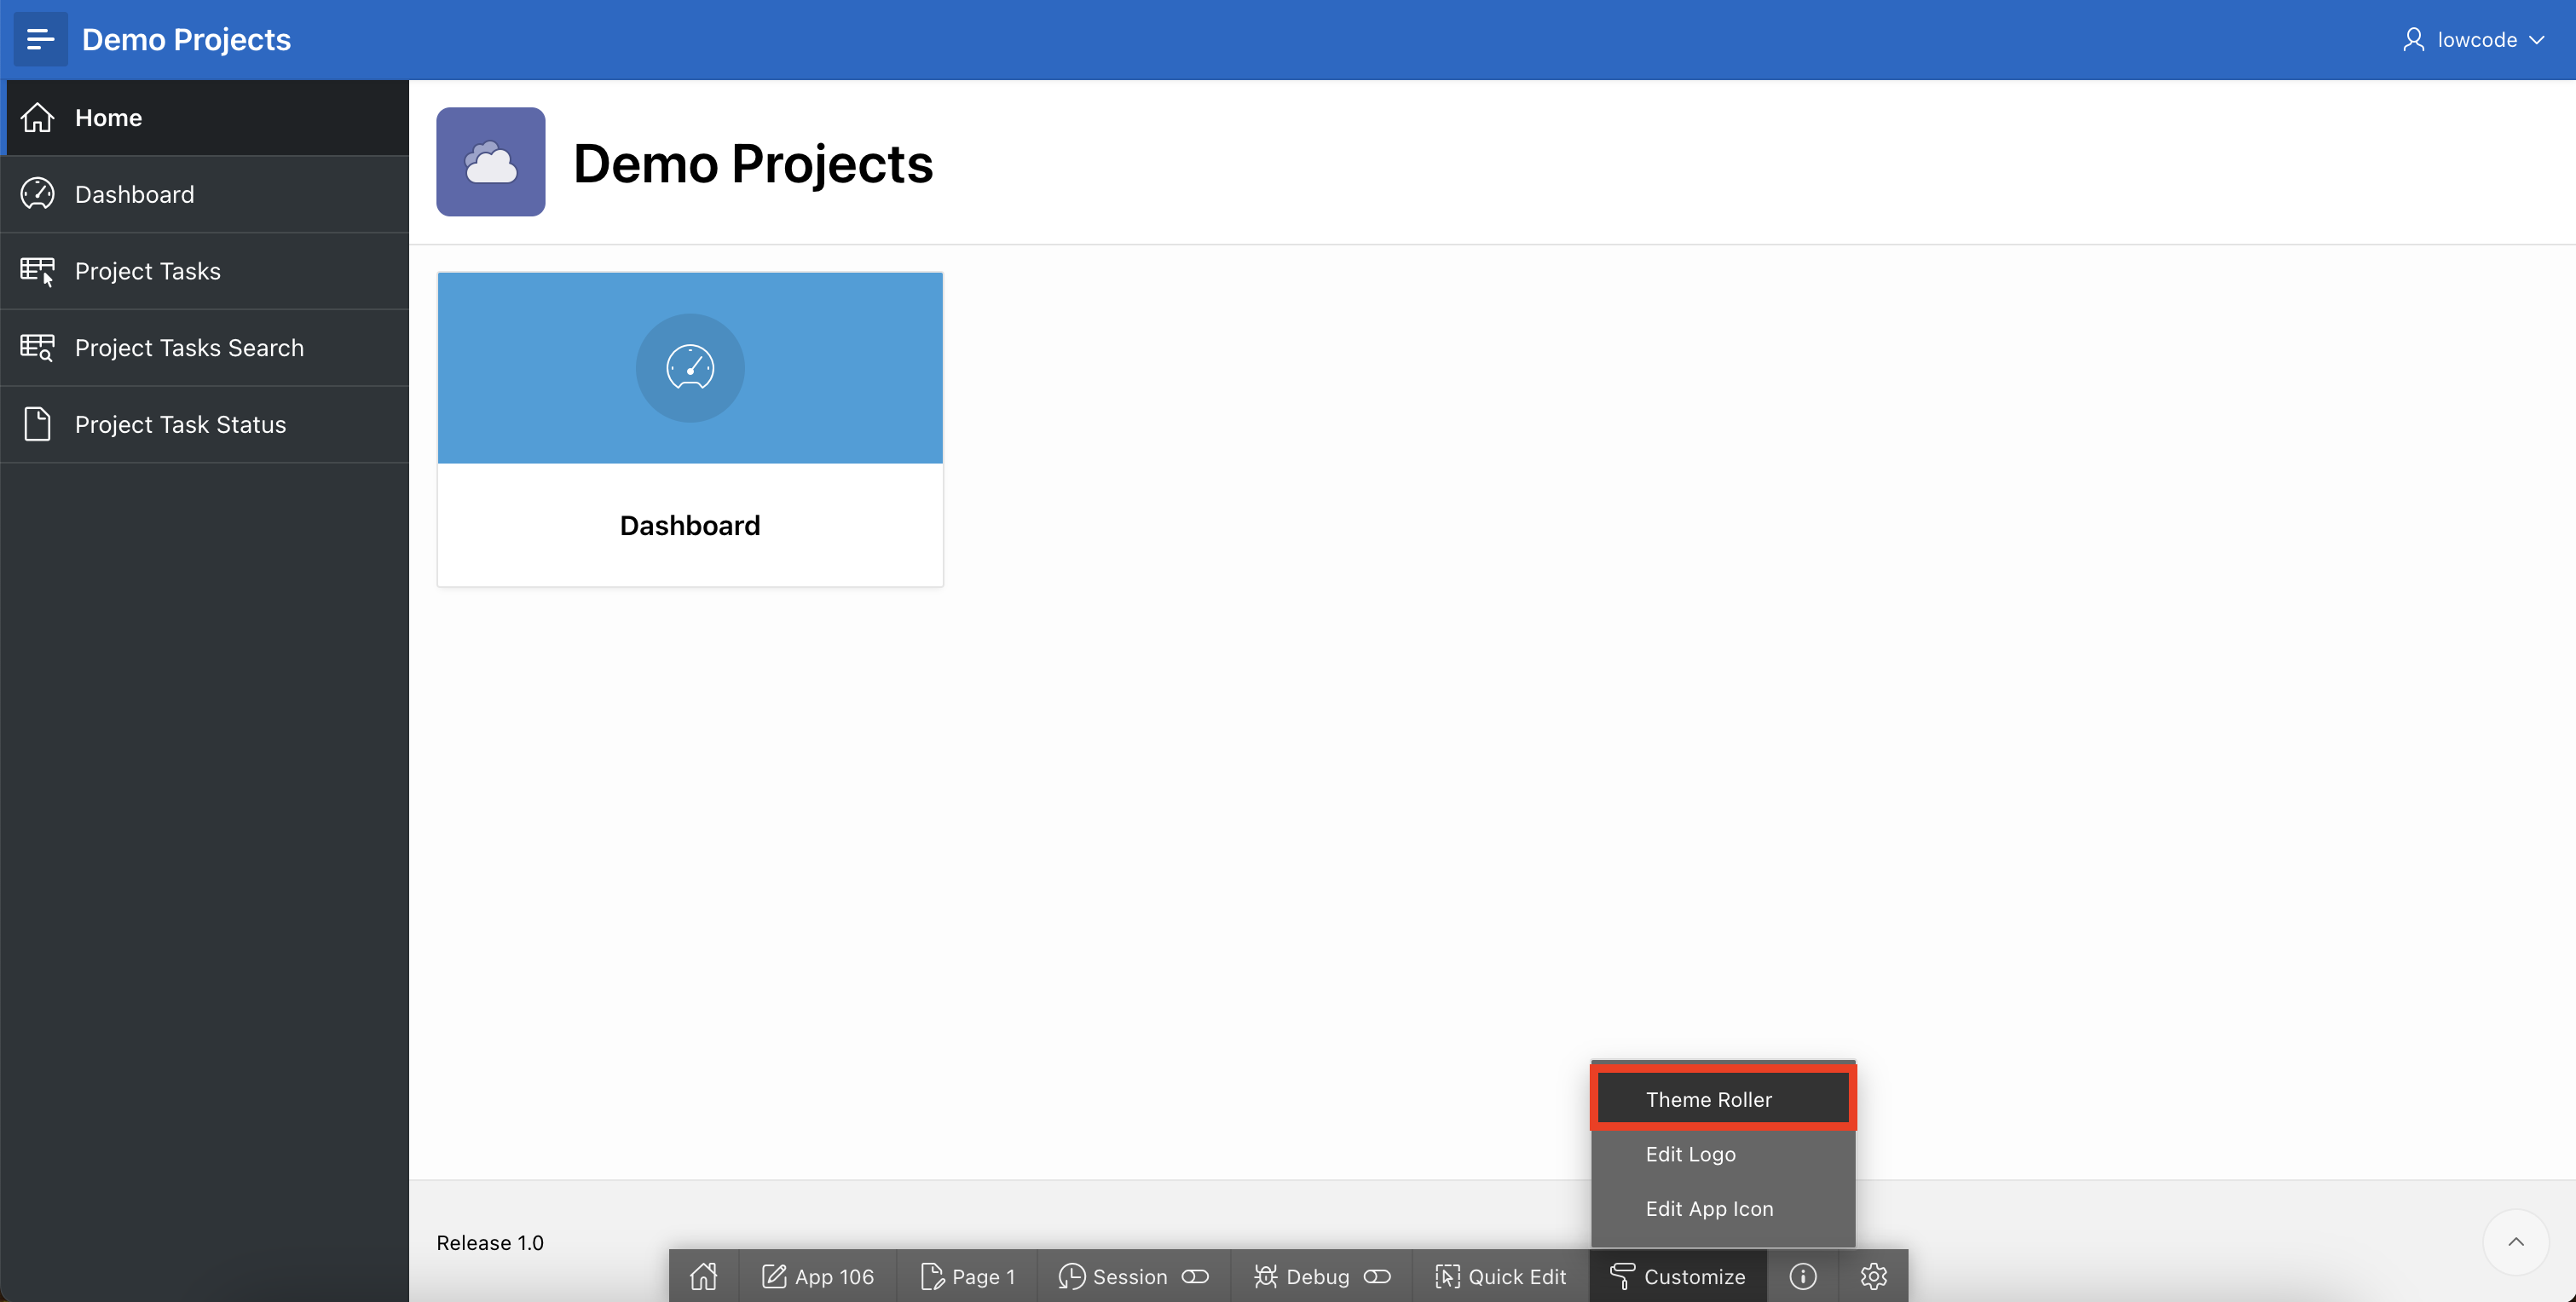 Demo Projects
lowcode
Home
Dashboard
Project Tasks
Project Tasks Search
Project Task Status
Demo Projects
Dashboard
Theme Roller
Edit Logo
Edit App Icon
Release 1.0
App 106
Page 1
Session
Debug
Quick Edit
Customize